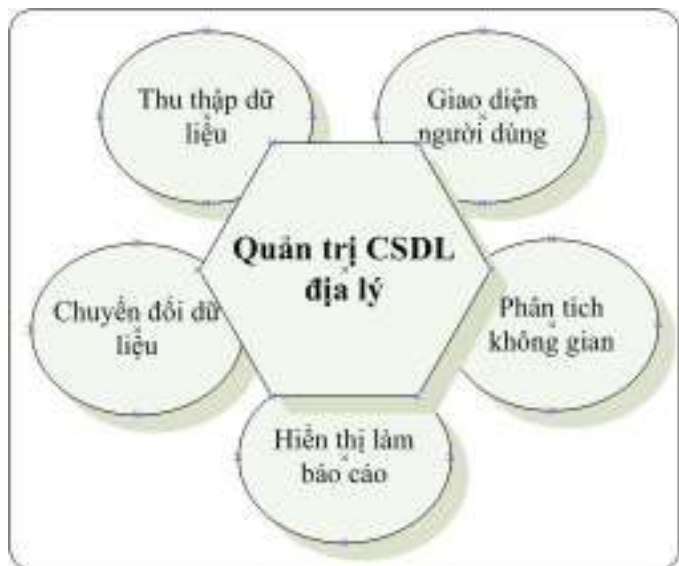 Thu thập dữ
liệu
Giao diện
người dùng
Quản trị CSDL
địa lý
Chuyển đổi dữ
liệu
Phân tích
không gian
Hiển thị làm
báo cáo